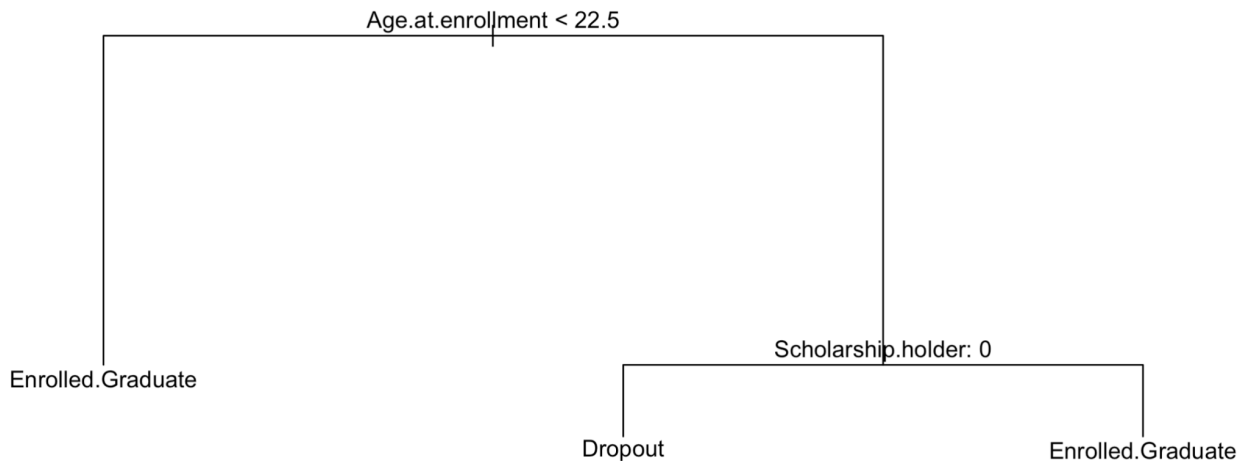 Age.at.enrollment < 22.5
Scholarship.holder: 0
Enrolled.Graduate
Dropout
Enrolled.Graduate